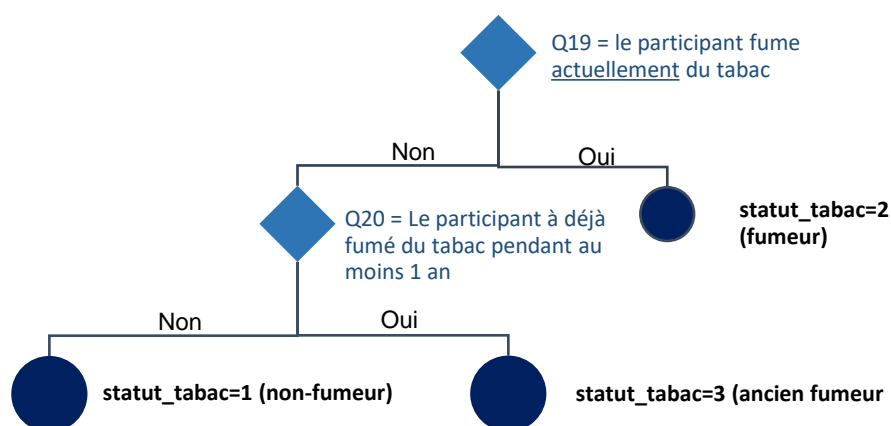 Q19 = le participant fume
actuellement du tabac
Non
Oui
Q20 = Le participant à déjà
fumé du tabac pendant au
moins 1 an
statut_tabac=2
(fumeur)
Non
Oui
statut_tabac=1 (non-fumeur)
statut_tabac=3 (ancien fumeur